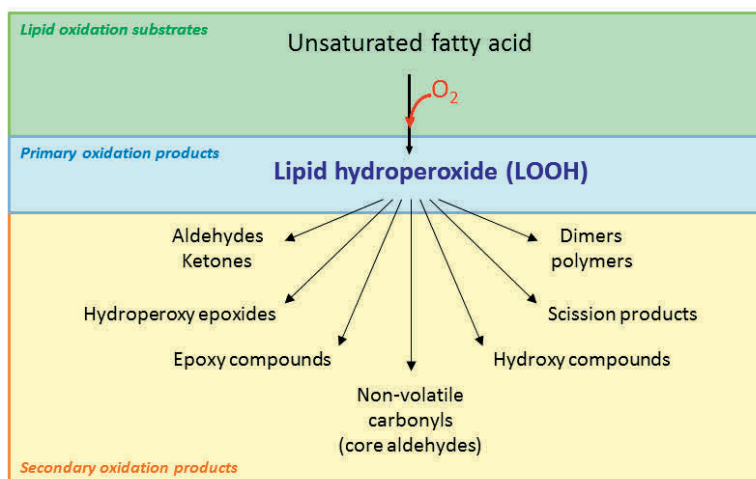 Lipid oxidation substrates
Unsaturated fatty acid
O₂
Primary oxidation products
Lipid hydroperoxide (LOOH)
Aldehydes
Ketones
Dimers
polymers
Hydroperoxy epoxides
Scission products
Epoxy compounds
Hydroxy compounds
Non-volatile
carbonyls
(core aldehydes)
Secondary oxidation products